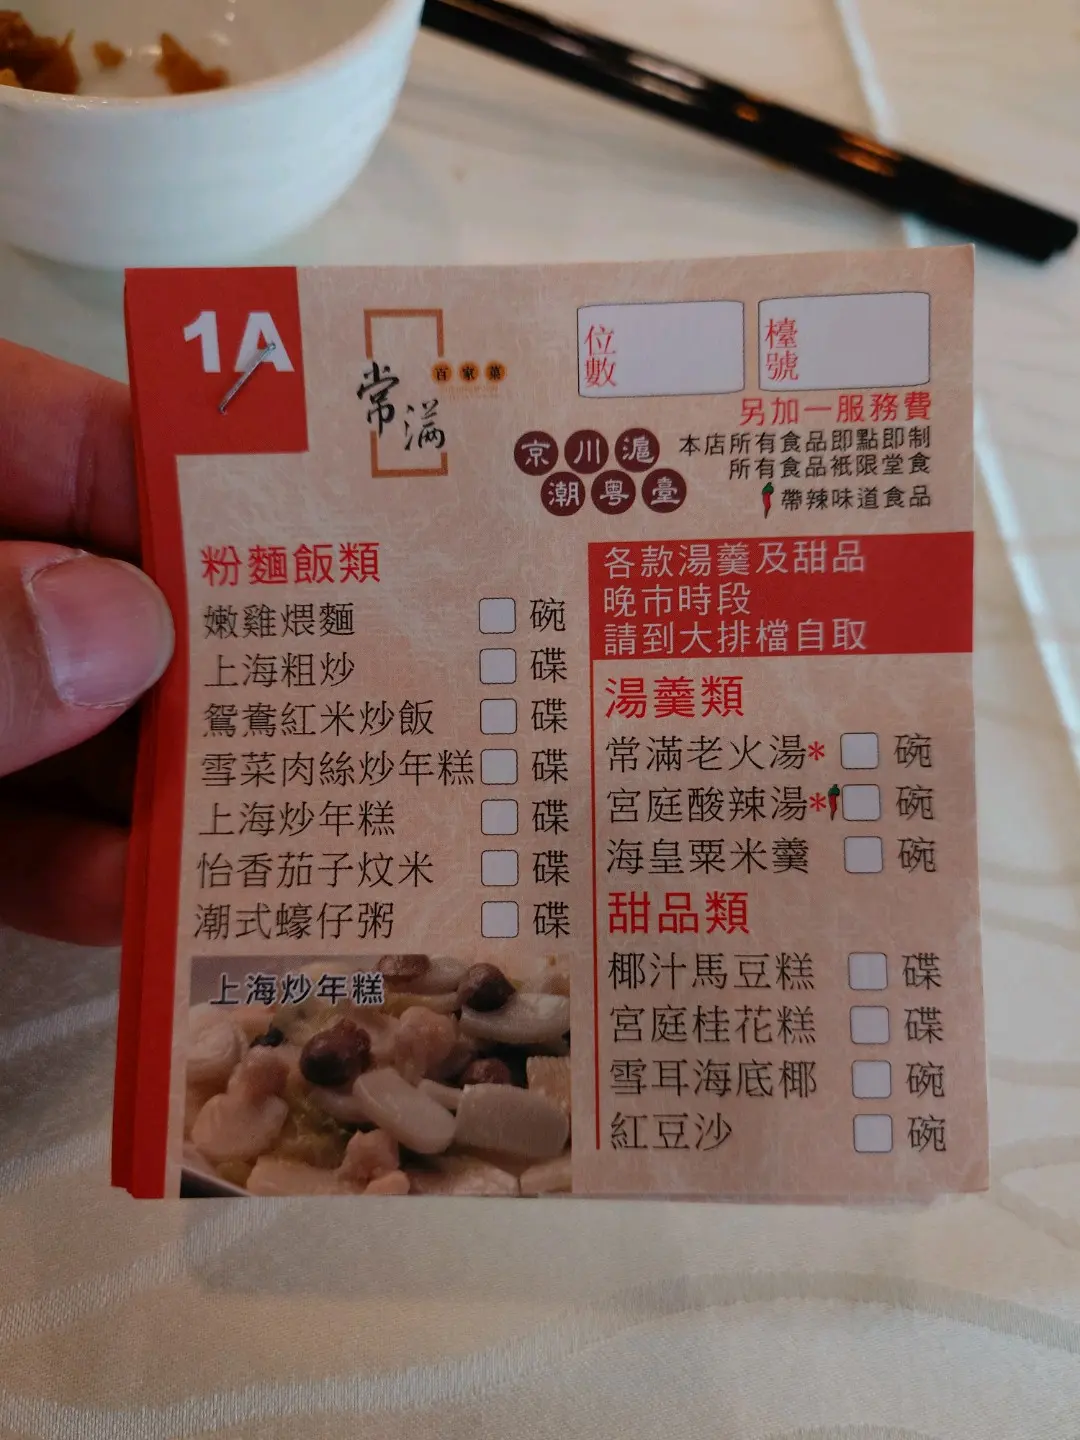 1A
常滿
百家菜
位數
檯號
另加一服務費
京川滬
潮粵臺
本店所有食品即點即制
所有食品祗限堂食
帶辣味道食品
粉麵飯類
嫩雞煨麵 碗
上海粗炒 碟
鴛鴦紅米炒飯 碟
雪菜肉絲炒年糕 碟
上海炒年糕 碟
怡香茄子炆米 碟
潮式蠔仔粥 碟
上海炒年糕
各款湯羹及甜品
晚市時段
請到大排檔自取
湯羹類
常滿老火湯* 碗
宮庭酸辣湯* 碗
海皇粟米羹 碗
甜品類
椰汁馬豆糕 碟
宮庭桂花糕 碟
雪耳海底椰 碗
紅豆沙 碗